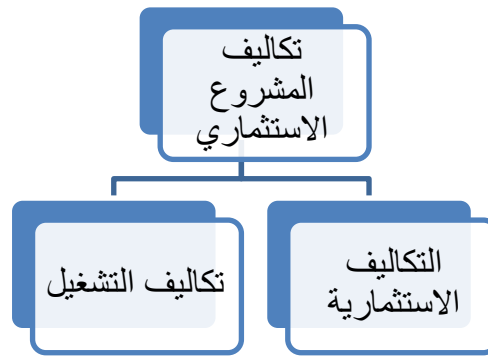 تكاليف
المشروع
الاستثماري
التكاليف
الاستثمارية
تكاليف التشغيل